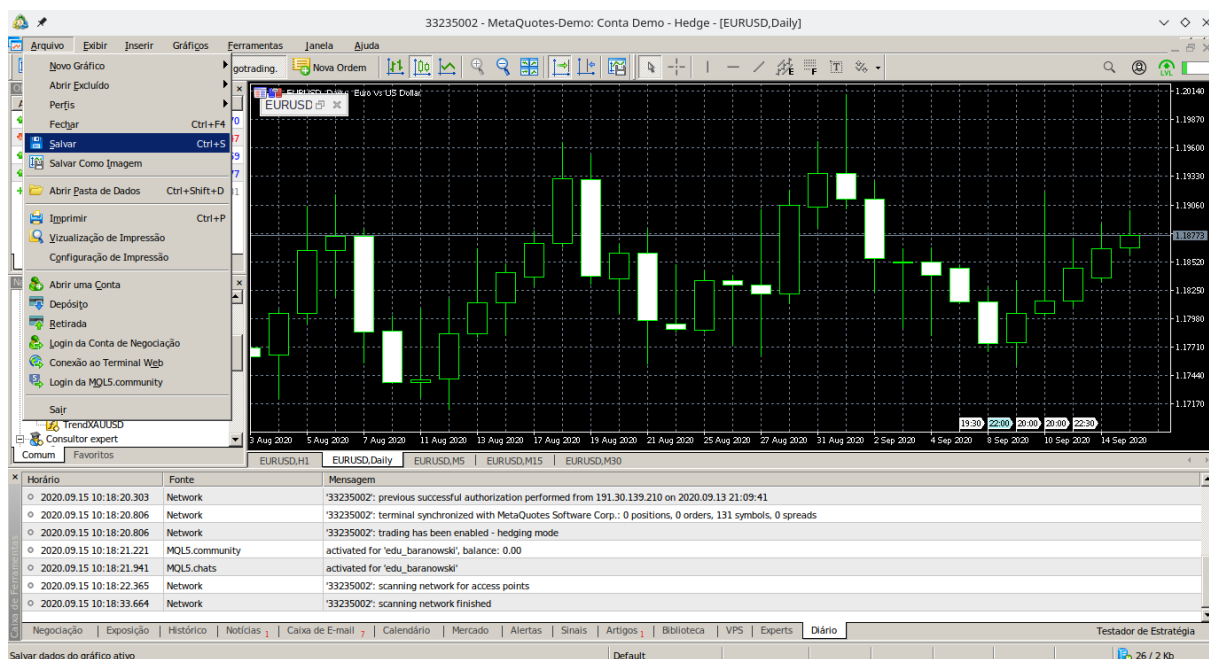 33235002 - MetaQuotes-Demo: Conta Demo - Hedge - [EURUSD,Daily]
Arquivo Exibir Inserir Gráficos Ferramentas Janela Ajuda
gotrading. Nova Ordem
LVL
Novo Gráfico
Abrir Excluído
Perfis
Fechar Ctrl+F4
Salvar Ctrl+S
Salvar Como Imagem
Abrir Pasta de Dados Ctrl+Shift+D
Imprimir Ctrl+P
Vizualização de Impressão
Configuração de Impressão
Abrir uma Conta
Depósito
Retirada
Login da Conta de Negociação
Conexão ao Terminal Web
Login da MQL5.community
Sair
TrendXAUUSD
Consultor expert
Comum Favoritos
EURUSD, Daily: Euro vs US Dollar
EURUSD
1.20140
1.19870
1.19600
1.19330
1.19060
1.18773
1.18520
1.18250
1.17980
1.17710
1.17440
1.17170
19:30 22:00 20:00 20:00 22:30
3 Aug 2020 5 Aug 2020 7 Aug 2020 11 Aug 2020 13 Aug 2020 17 Aug 2020 19 Aug 2020 21 Aug 2020 25 Aug 2020 27 Aug 2020 31 Aug 2020 2 Sep 2020 4 Sep 2020 8 Sep 2020 10 Sep 2020 14 Sep 2020
EURUSD,H1 EURUSD,Daily EURUSD,M5 EURUSD,M15 EURUSD,M30
Horário Fonte Mensagem
2020.09.15 10:18:20.303 Network '33235002': previous successful authorization performed from 191.30.139.210 on 2020.09.13 21:09:41
2020.09.15 10:18:20.806 Network '33235002': terminal synchronized with MetaQuotes Software Corp.: 0 positions, 0 orders, 131 symbols, 0 spreads
2020.09.15 10:18:20.806 Network '33235002': trading has been enabled - hedging mode
2020.09.15 10:18:21.221 MQL5.community activated for 'edu_baranowski', balance: 0.00
2020.09.15 10:18:21.941 MQL5.chats activated for 'edu_baranowski'
2020.09.15 10:18:22.365 Network '33235002': scanning network for access points
2020.09.15 10:18:33.664 Network '33235002': scanning network finished
Caixa de Ferramentas
Negociação Exposição Histórico Notícias 1 Caixa de E-mail 7 Calendário Mercado Alertas Sinais Artigos 1 Biblioteca VPS Experts Diário Testador de Estratégia
Salvar dados do gráfico ativo Default 26 / 2 Kb